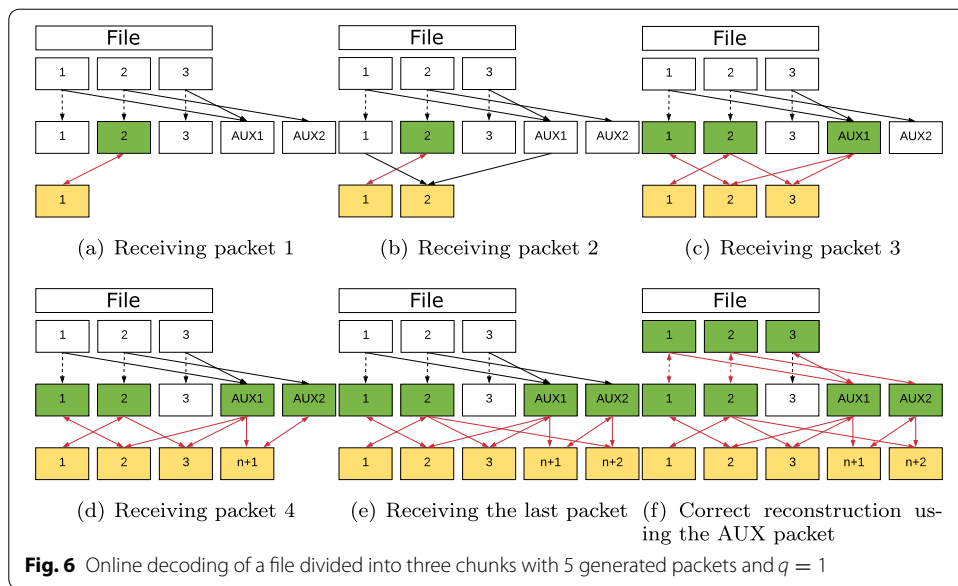 File
1 2 3
1 2 3 AUX1 AUX2
1
(a) Receiving packet 1
File
1 2 3
1 2 3 AUX1 AUX2
1 2
(b) Receiving packet 2
File
1 2 3
1 2 3 AUX1 AUX2
1 2 3
(c) Receiving packet 3
File
1 2 3
1 2 3 AUX1 AUX2
1 2 3 n+1
(d) Receiving packet 4
File
1 2 3
1 2 3 AUX1 AUX2
1 2 3 n+1 n+2
(e) Receiving the last packet
File
1 2 3
1 2 3 AUX1 AUX2
1 2 3 n+1 n+2
(f) Correct reconstruction us-
ing the AUX packet
Fig. 6 Online decoding of a file divided into three chunks with 5 generated packets and q = 1